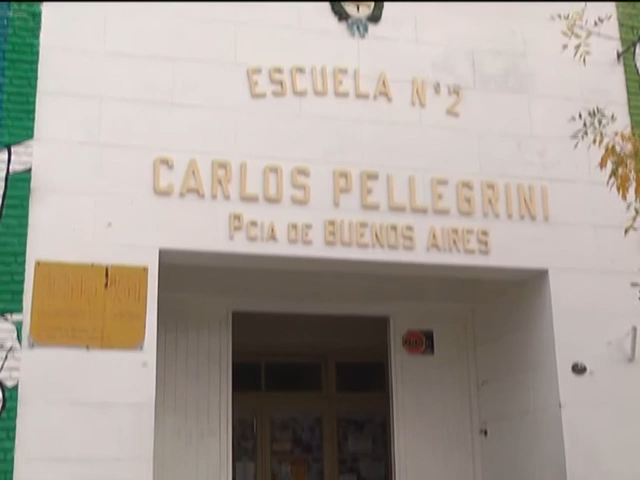 ESCUELA N° 2
CARLOS PELLEGRINI
PCIA DE BUENOS AIRES